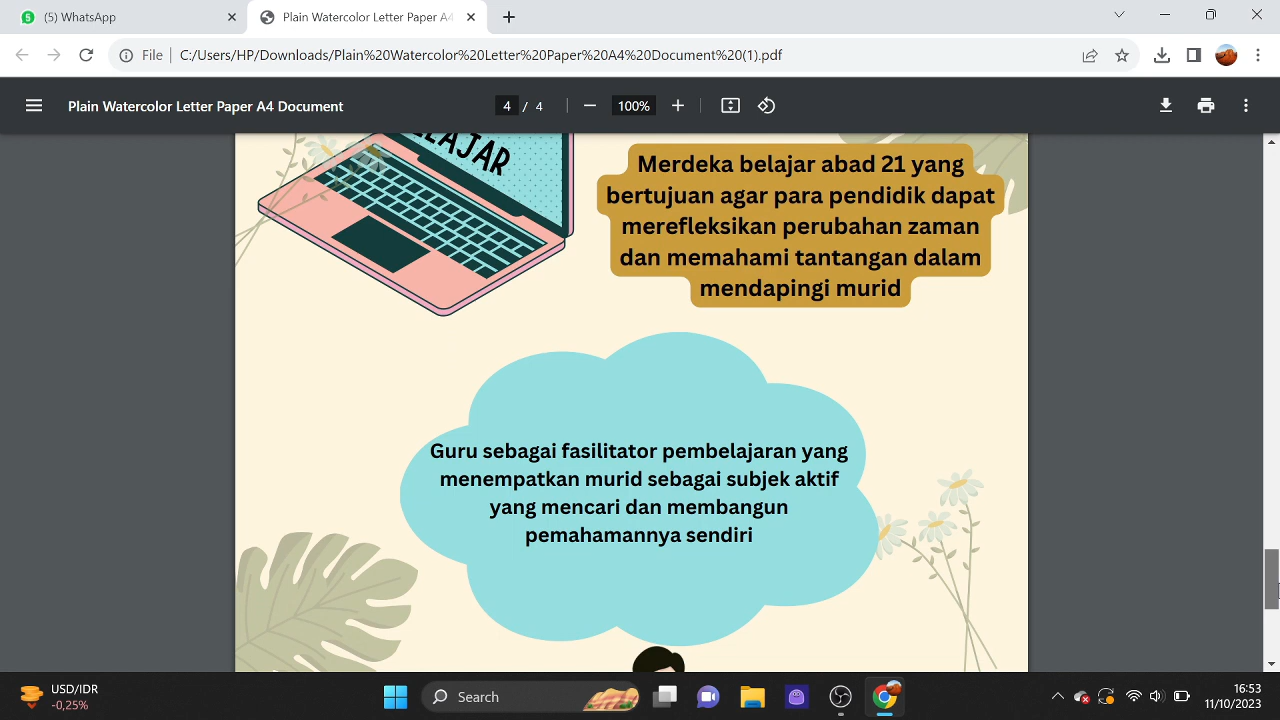 (5) WhatsApp
Plain Watercolor Letter Paper A4
File
C:/Users/HP/Downloads/Plain%20Watercolor%20Letter%20Paper%20A4%20Document%20(1).pdf
Plain Watercolor Letter Paper A4 Document
4 / 4
100%
ELAJAR
Merdeka belajar abad 21 yang
bertujuan agar para pendidik dapat
merefleksikan perubahan zaman
dan memahami tantangan dalam
mendapingi murid
Guru sebagai fasilitator pembelajaran yang
menempatkan murid sebagai subjek aktif
yang mencari dan membangun
pemahamannya sendiri
USD/IDR
-0,25%
Search
16:53
11/10/2023